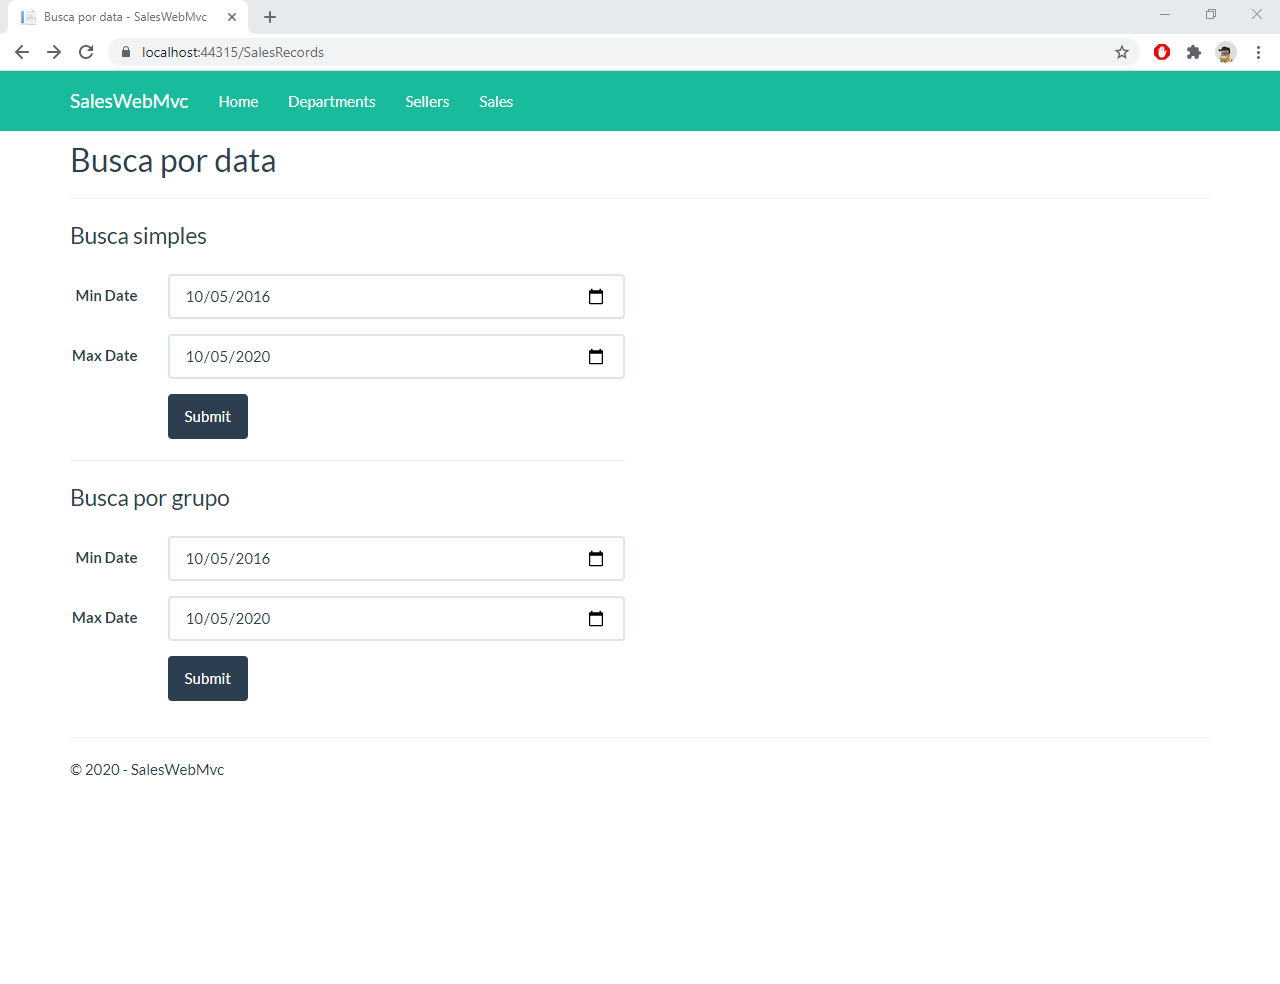 Busca por data - SalesWebMvc
localhost:44315/SalesRecords
SalesWebMvc Home Departments Sellers Sales
Busca por data
Busca simples
Min Date 10/05/2016
Max Date 10/05/2020
Submit
Busca por grupo
Min Date 10/05/2016
Max Date 10/05/2020
Submit
© 2020 - SalesWebMvc